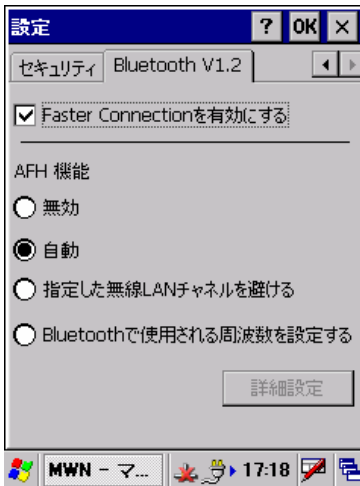 設定 ? OK ×
セキュリティ Bluetooth V1.2
Faster Connectionを有効にする
AFH 機能
無効
自動
指定した無線LANチャネルを避ける
Bluetoothで使用される周波数を設定する
詳細設定
MWN - マ... 17:18